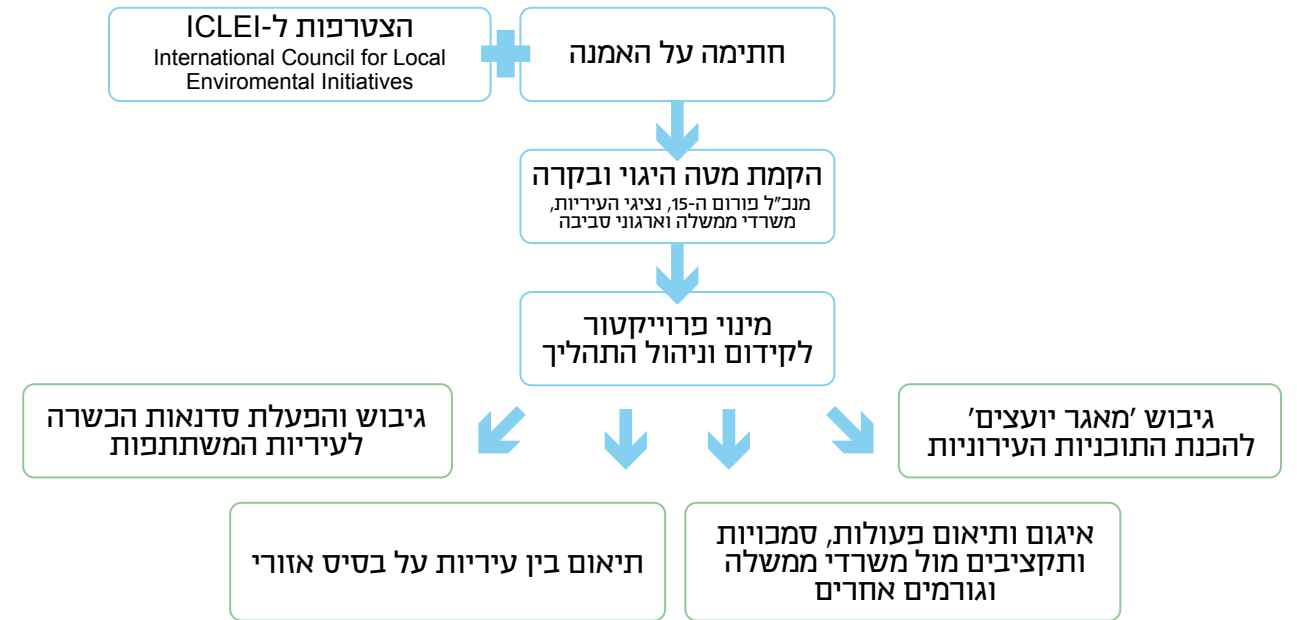 חתימה על האמנה
הצטרפות ל-ICLEI
International Council for Local
Enviromental Initiatives
הקמת מטה היגוי ובקרה
מנכ"ל פורום ה-15, נציגי העיריות,
משרדי ממשלה וארגוני סביבה
מינוי פרוייקטור
לקידום וניהול התהליך
גיבוש 'מאגר יועצים'
להכנת התוכניות העירוניות
גיבוש והפעלת סדנאות הכשרה
לעיריות המשתתפות
איגום ותיאום פעולות, סמכויות
ותקציבים מול משרדי ממשלה
וגורמים אחרים
תיאום בין עיריות על בסיס אזורי